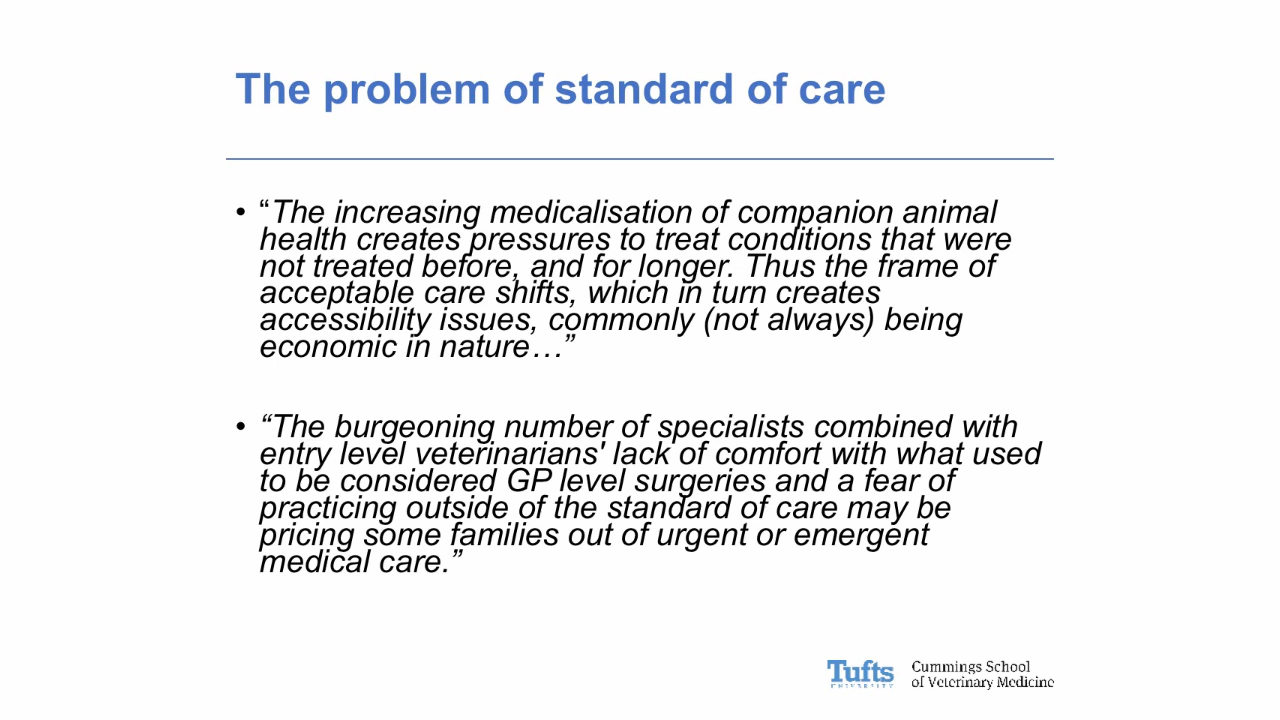 The problem of standard of care
• “The increasing medicalisation of companion animal
health creates pressures to treat conditions that were
not treated before, and for longer. Thus the frame of
acceptable care shifts, which in turn creates
accessibility issues, commonly (not always) being
economic in nature…”
• “The burgeoning number of specialists combined with
entry level veterinarians' lack of comfort with what used
to be considered GP level surgeries and a fear of
practicing outside of the standard of care may be
pricing some families out of urgent or emergent
medical care.”
Tufts
UNIVERSITY
Cummings School
of Veterinary Medicine